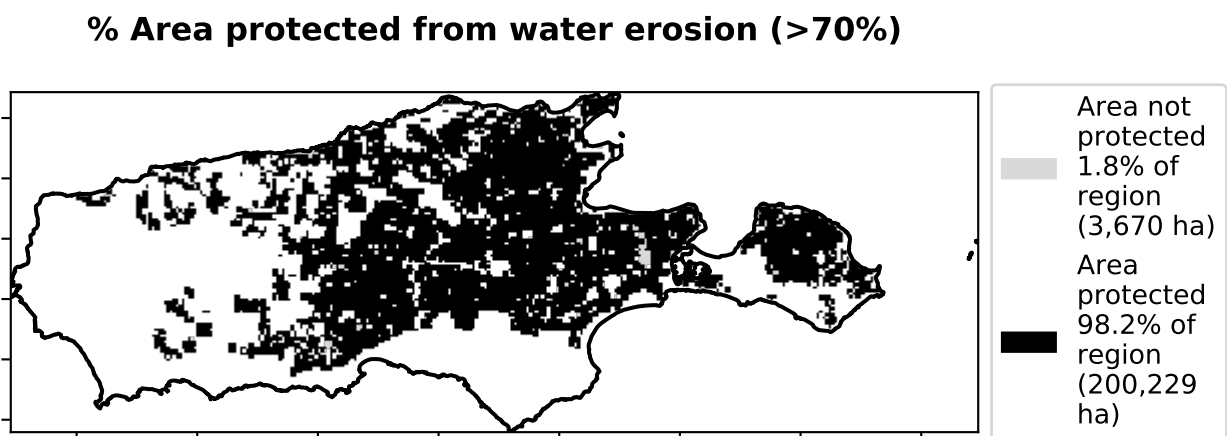 % Area protected from water erosion (>70%)
Area not
protected
1.8% of
region
(3,670 ha)
Area
protected
98.2% of
region
(200,229
ha)